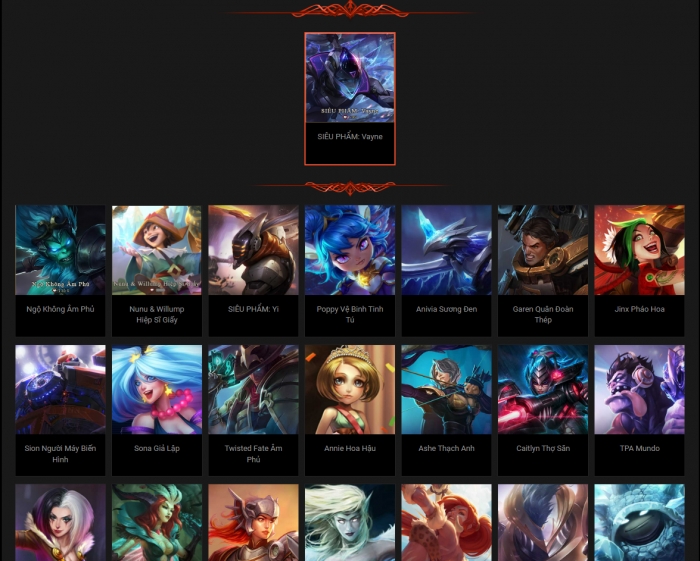 SIÊU PHẨM: Vayne
SIÊU PHẨM: Vayne
Ngộ Không Âm Phủ
Nunu & Willump Hiệp Sĩ Giấy
Ngộ Không Âm Phủ
Nunu & Willump
Hiệp Sĩ Giấy
SIÊU PHẨM: Yi
Poppy Vệ Binh Tinh
Tú
Anivia Sương Đen
Garen Quân Đoàn
Thép
Jinx Pháo Hoa
Sion Người Máy Biến
Hình
Sona Giả Lập
Twisted Fate Âm
Phủ
Annie Hoa Hậu
Ashe Thạch Anh
Caitlyn Thợ Săn
TPA Mundo